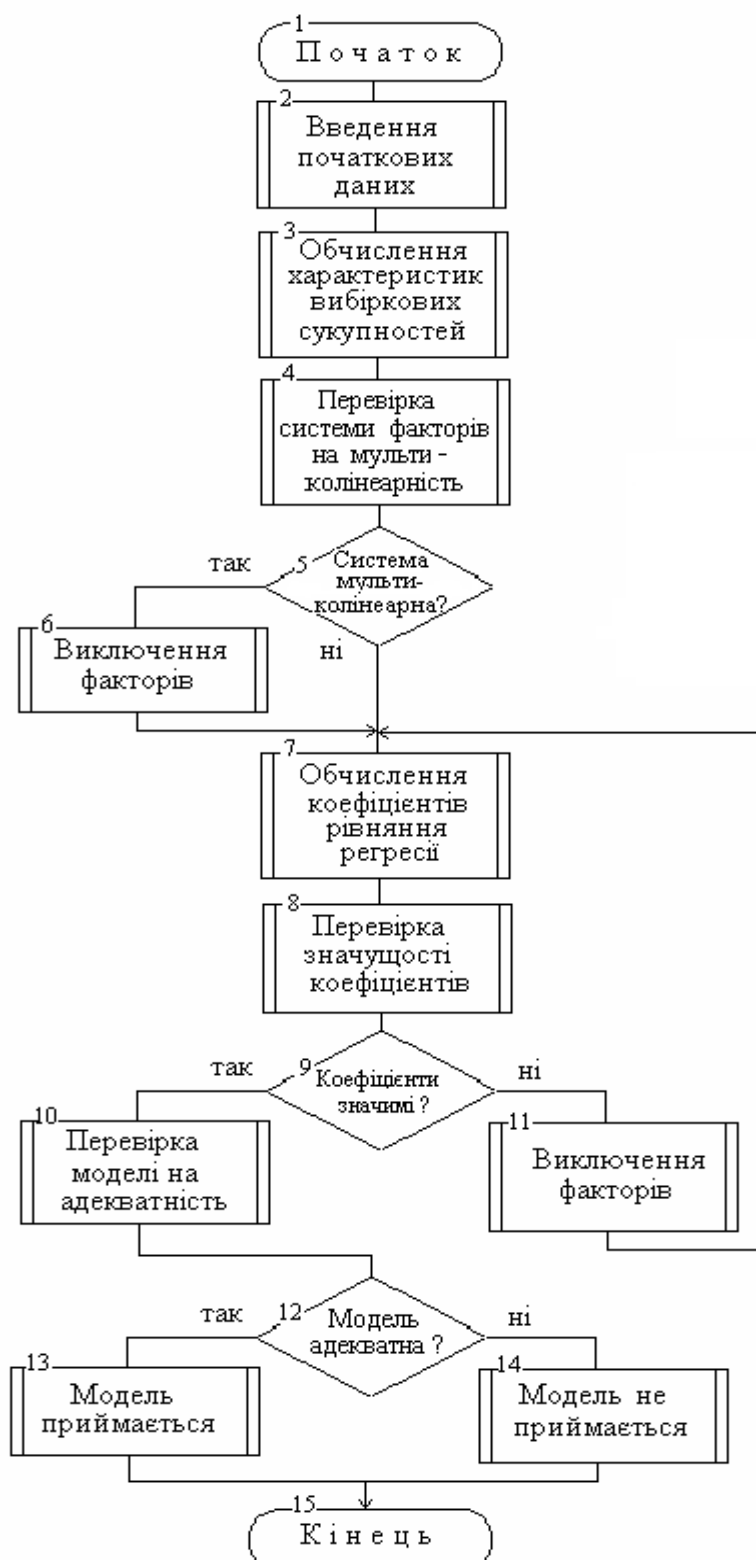 1
Початок
2
Введення
початкових
даних
3
Обчислення
характеристик
вибіркових
сукупностей
4
Перевірка
системи факторів
на мульти-
колінеарність
5
Система
мульти-
колінеарна?
так
ні
6
Виключення
факторів
7
Обчислення
коефіцієнтів
рівняння
регресії
8
Перевірка
значущості
коефіцієнтів
9
Коефіцієнти
значимі?
так
ні
10
Перевірка
моделі на
адекватність
11
Виключення
факторів
12
Модель
адекватна?
так
ні
13
Модель
приймається
14
Модель не
приймається
15
Кінець